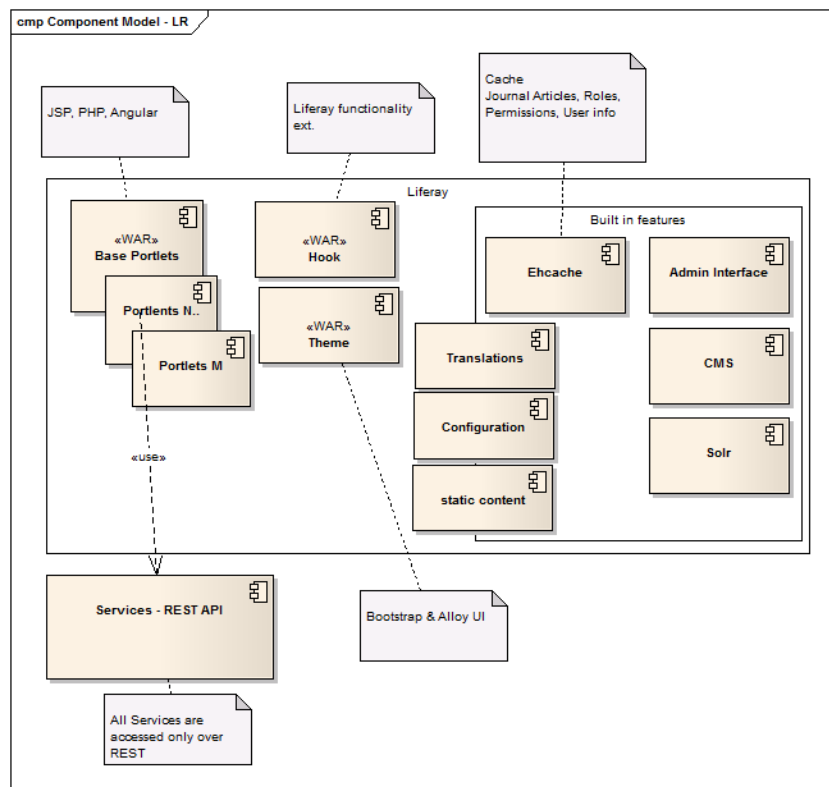 cmp Component Model - LR
JSP, PHP, Angular
Liferay functionality
ext.
Cache
Journal Articles, Roles,
Permissions, User info
Liferay
«WAR»
Base Portlets
Portlents N..
Portlets M
«WAR»
Hook
«WAR»
Theme
Built in features
Ehcache
Admin Interface
Translations
CMS
Configuration
Solr
static content
«use»
Services - REST API
Bootstrap & Alloy UI
All Services are
accessed only over
REST